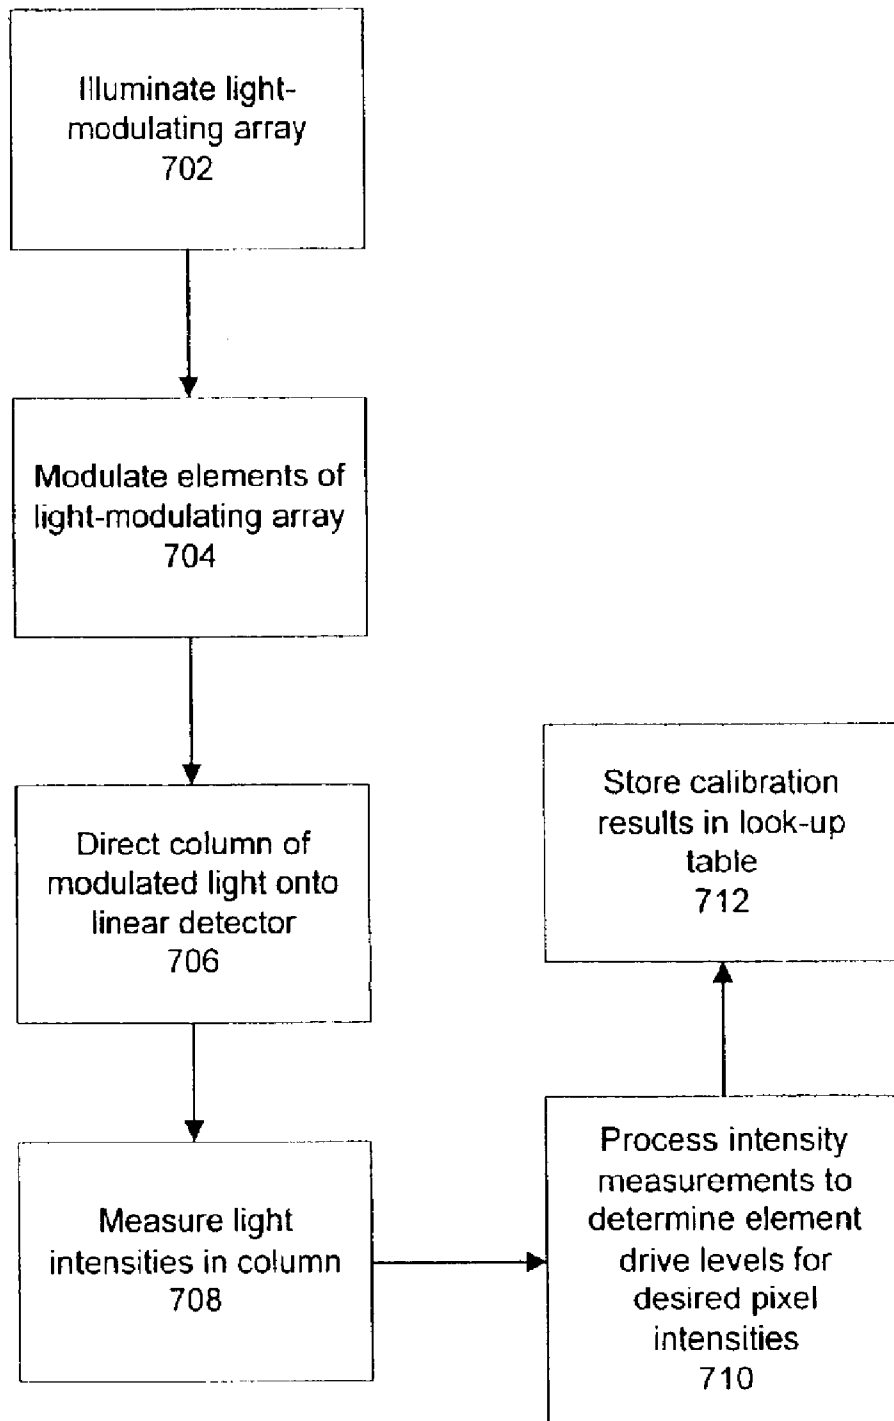 Illuminate light-
modulating array
702
Modulate elements of
light-modulating array
704
Direct column of
modulated light onto
linear detector
706
Measure light
intensities in column
708
Process intensity
measurements to
determine element
drive levels for
desired pixel
intensities
710
Store calibration
results in look-up
table
712